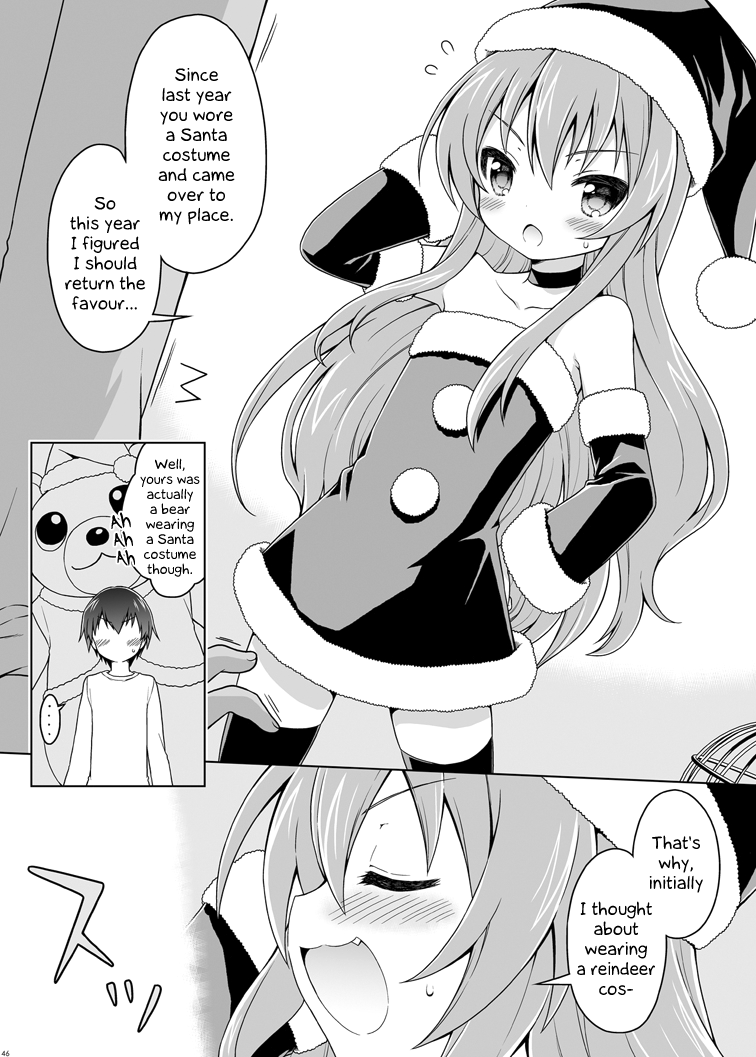 Since
last year
you wore
a Santa
costume
and came
over to
my place.
So
this year
I figured
I should
return the
favour...
Well,
yours was
actually
a bear
wearing
a Santa
costume
though.
Ah
Ah
Ah
....
That's
why,
initially
I thought
about
wearing
a reindeer
cos-
ズッ
46